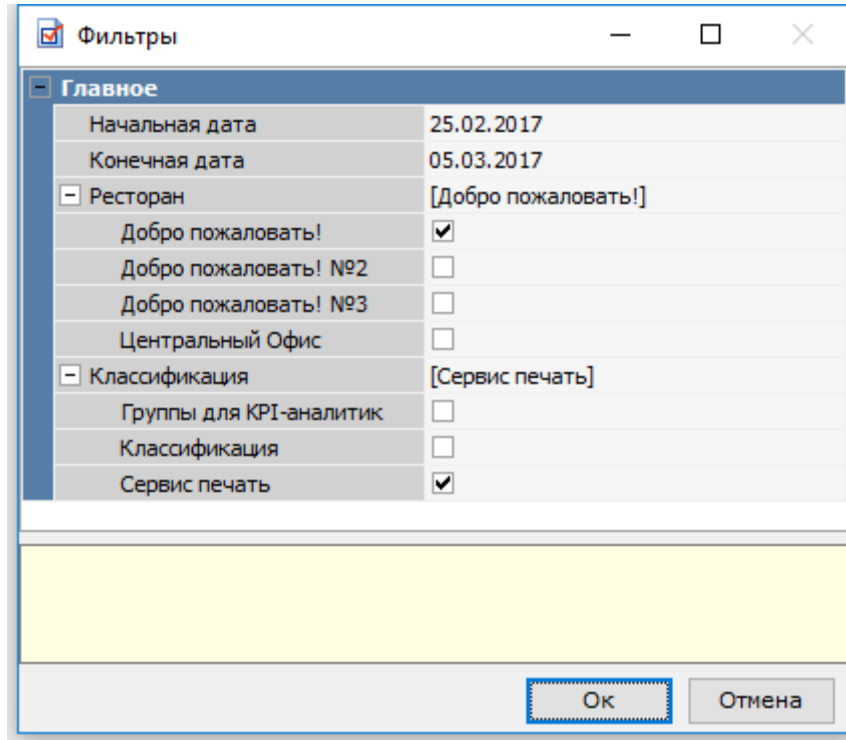 Фильтры
Главное
Начальная дата 25.02.2017
Конечная дата 05.03.2017
Ресторан [Добро пожаловать!]
Добро пожаловать!
Добро пожаловать! №2
Добро пожаловать! №3
Центральный Офис
Классификация [Сервис печать]
Группы для KPI-аналитик
Классификация
Сервис печать
Ок Отмена